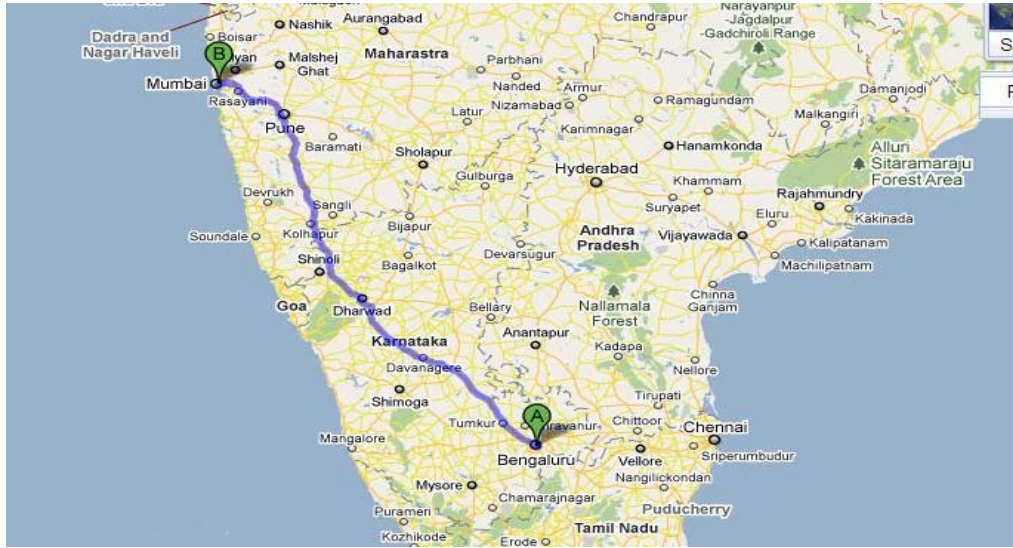 Nashik
Aurangabad
Chandrapur
Narayanpur
-Jagdalpur
-Gadchiroli Range
Dadra and
Nagar Haveli
Boisar
B
Malshej
Ghat
Maharastra
Parbhani
Nanded
Armur
Nizamabad
Ramagundam
Damanjodi
Malkangiri
Mumbai
Rasayani
Pune
Baramati
Latur
Karimnagar
Hanamkonda
Alluri
Sitaramaraju
Forest Area
Sholapur
Gulburga
Hyderabad
Khammam
Suryapet
Rajahmundry
Devrukh
Sangli
Kolhapur
Bijapur
Eluru
Kakinada
Soundale
Andhra
Pradesh
Vijayawada
Kalipatanam
Machilipatnam
Devarsugur
Shinoli
Bagalkot
Goa
Dharwad
Bellary
Nallamala
Forest
Chinna
Ganjam
Karnataka
Davanagere
Anantapur
Kadapa
Nellore
Shimoga
Tirupati
Tumkur
A
Chittoor
Chennai
Mangalore
Bengaluru
Vellore
Sriperumbudur
Mysore
Chamarajnagar
Nangilickondan
Puducherry
Purameri
Kozhikode
Erode
Tamil Nadu